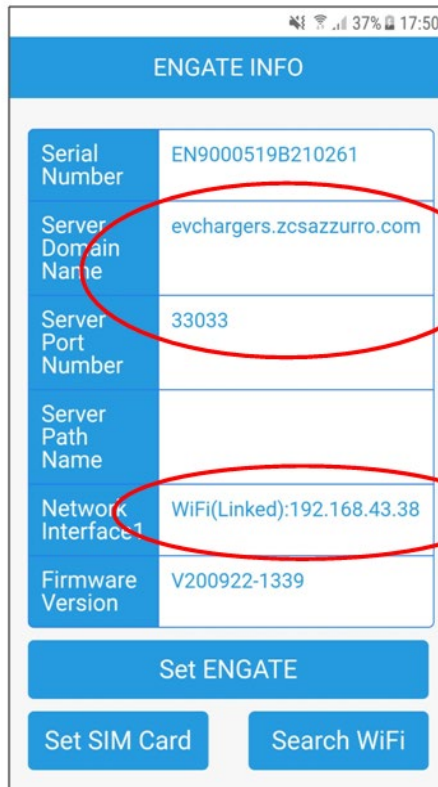 37% 17:50
ENGATE INFO
Serial
Number
EN9000519B210261
Server
Domain
Name
evchargers.zcsazzurro.com
Server
Port
Number
33033
Server
Path
Name
Network
Interface1
WiFi(Linked):192.168.43.38
Firmware
Version
V200922-1339
Set ENGATE
Set SIM Card
Search WiFi